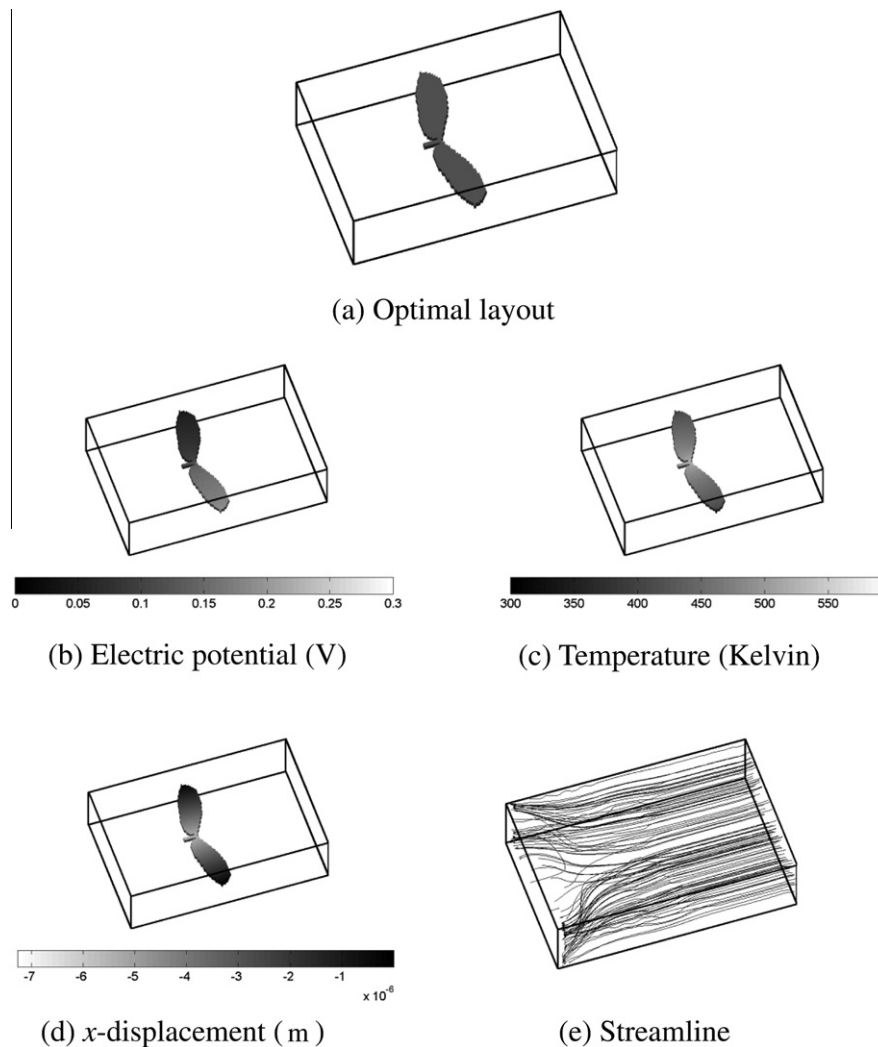 (a) Optimal layout
0 0.05 0.1 0.15 0.2 0.25 0.3
300 350 400 450 500 550
(b) Electric potential (V)
(c) Temperature (Kelvin)
-7 -6 -5 -4 -3 -2 -1
x 10⁻⁶
(d) x-displacement (m)
(e) Streamline